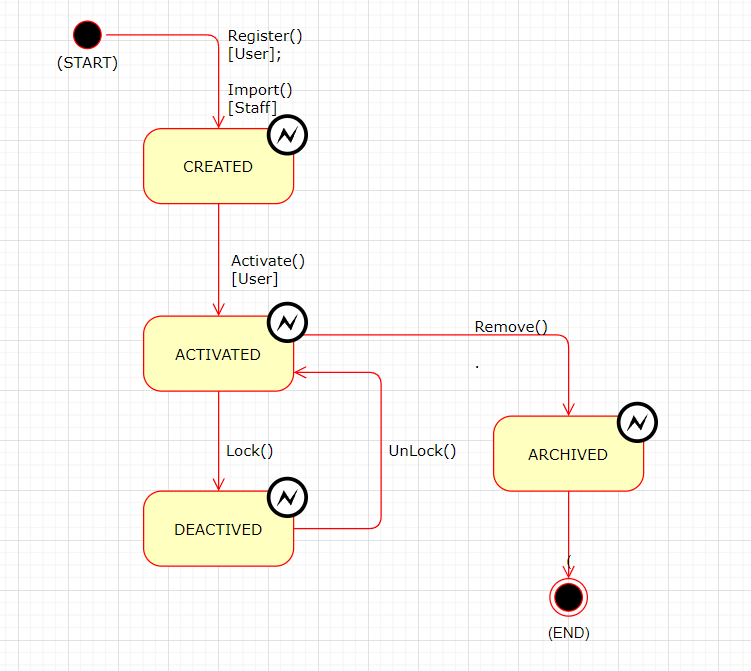 Register()
[User];
(START)
Import()
[Staff]
CREATED
Activate()
[User]
Remove()
ACTIVATED
.
Lock()
UnLock()
ARCHIVED
DEACTIVED
(
(END)